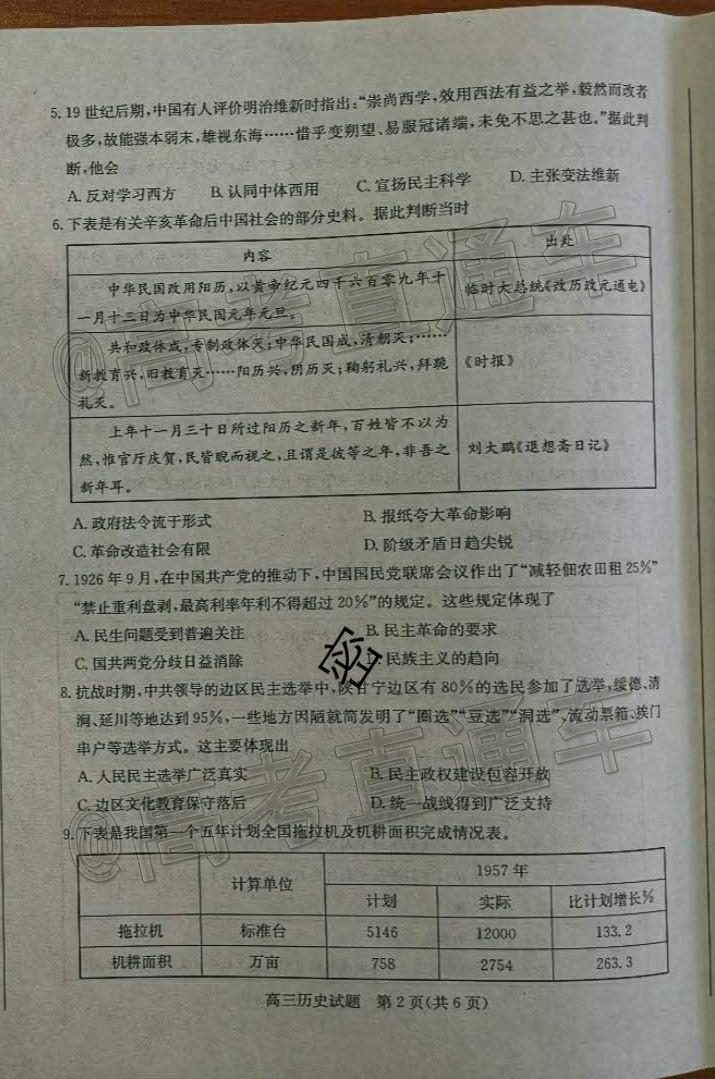 5. 19世纪后期，中国有人评价明治维新时指出：“崇尚西学，效用西法有益之举，毅然而改者
极多，故能强本弱末，雄视东海……惜乎变朔望、易服冠诸端，未免不思之甚也。”据此判
断，他会
A. 反对学习西方 B. 认同中体西用 C. 宣扬民主科学 D. 主张变法维新
6. 下表是有关辛亥革命后中国社会的部分史料。据此判断当时
内容 出处
中华民国改用阳历，以黄帝纪元四千六百零九年十 临时大总统《改历改元通电》
一月十三日为中华民国元年元旦。
共和政体成，专制政体灭；中华民国成，清朝灭；…… 《时报》
新教育兴，旧教育灭……阳历兴，阴历灭；鞠躬礼兴，拜跪
礼灭。
上年十一月三十日所过阳历之新年，百姓皆不以为 刘大鹏《退想斋日记》
然，惟官厅庆贺，民皆睨而视之，且谓是彼等之年，非吾之
新年耳。
A. 政府法令流于形式 B. 报纸夸大革命影响
C. 革命改造社会有限 D. 阶级矛盾日趋尖锐
7. 1926年9月，在中国共产党的推动下，中国国民党联席会议作出了“减轻佃农田租25%”
“禁止重利盘剥，最高利率年利不得超过20%”的规定。这些规定体现了
A. 民生问题受到普遍关注 B. 民主革命的要求
C. 国共两党分歧日益消除 民族主义的趋向
8. 抗战时期，中共领导的边区民主选举中，陕甘宁边区有80%的选民参加了选举，绥德、清
涧、延川等地达到95%，一些地方因陋就简发明了“圈选”“豆选”“洞选”、流动票箱、挨门
串户等选举方式。这主要体现出
A. 人民民主选举广泛真实 B. 民主政权建设包容开放
C. 边区文化教育保守落后 D. 统一战线得到广泛支持
9. 下表是我国第一个五年计划全国拖拉机及机耕面积完成情况表。
计算单位 1957年
计划 实际 比计划增长%
拖拉机 标准台 5146 12000 133.2
机耕面积 万亩 758 2754 263.3
高三历史试题 第2页(共6页)
@高考直通车
@高考直通车